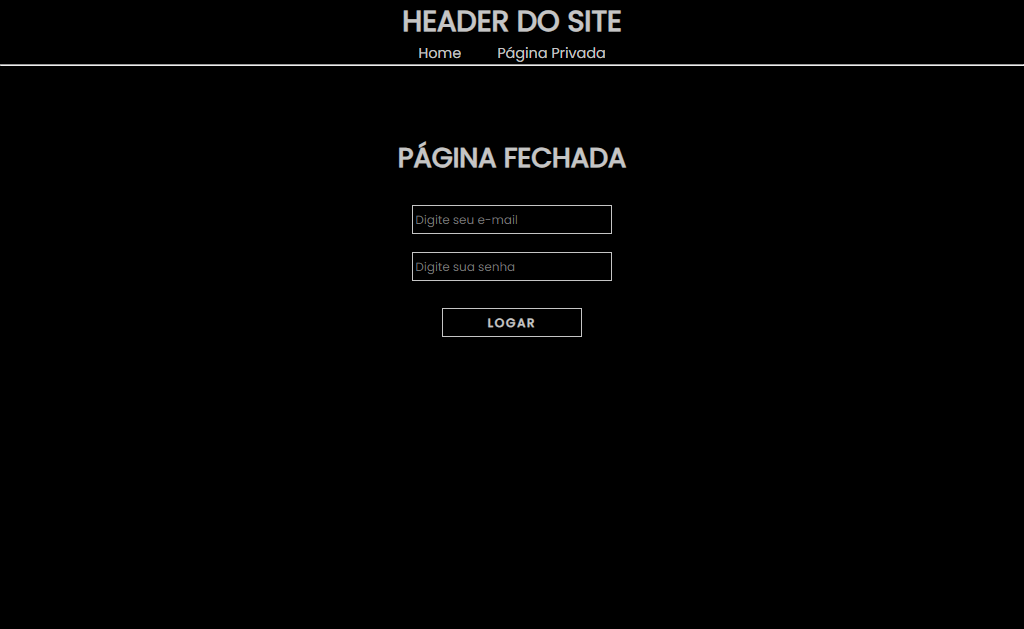 HEADER DO SITE
Home Página Privada
PÁGINA FECHADA
Digite seu e-mail
Digite sua senha
LOGAR